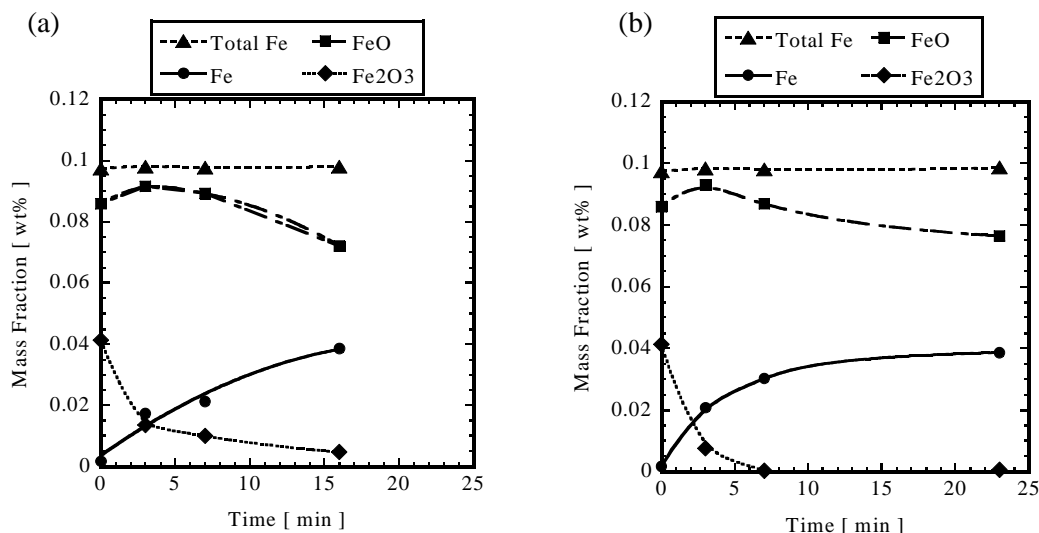 (a)
Total Fe FeO
Fe Fe2O3
0.12
0.1
0.08
0.06
0.04
0.02
0
0 5 10 15 20 25
Mass Fraction [ wt% ]
Time [ min ]
(b)
Total Fe FeO
Fe Fe2O3
0.12
0.1
0.08
0.06
0.04
0.02
0
0 5 10 15 20 25
Mass Fraction [ wt% ]
Time [ min ]